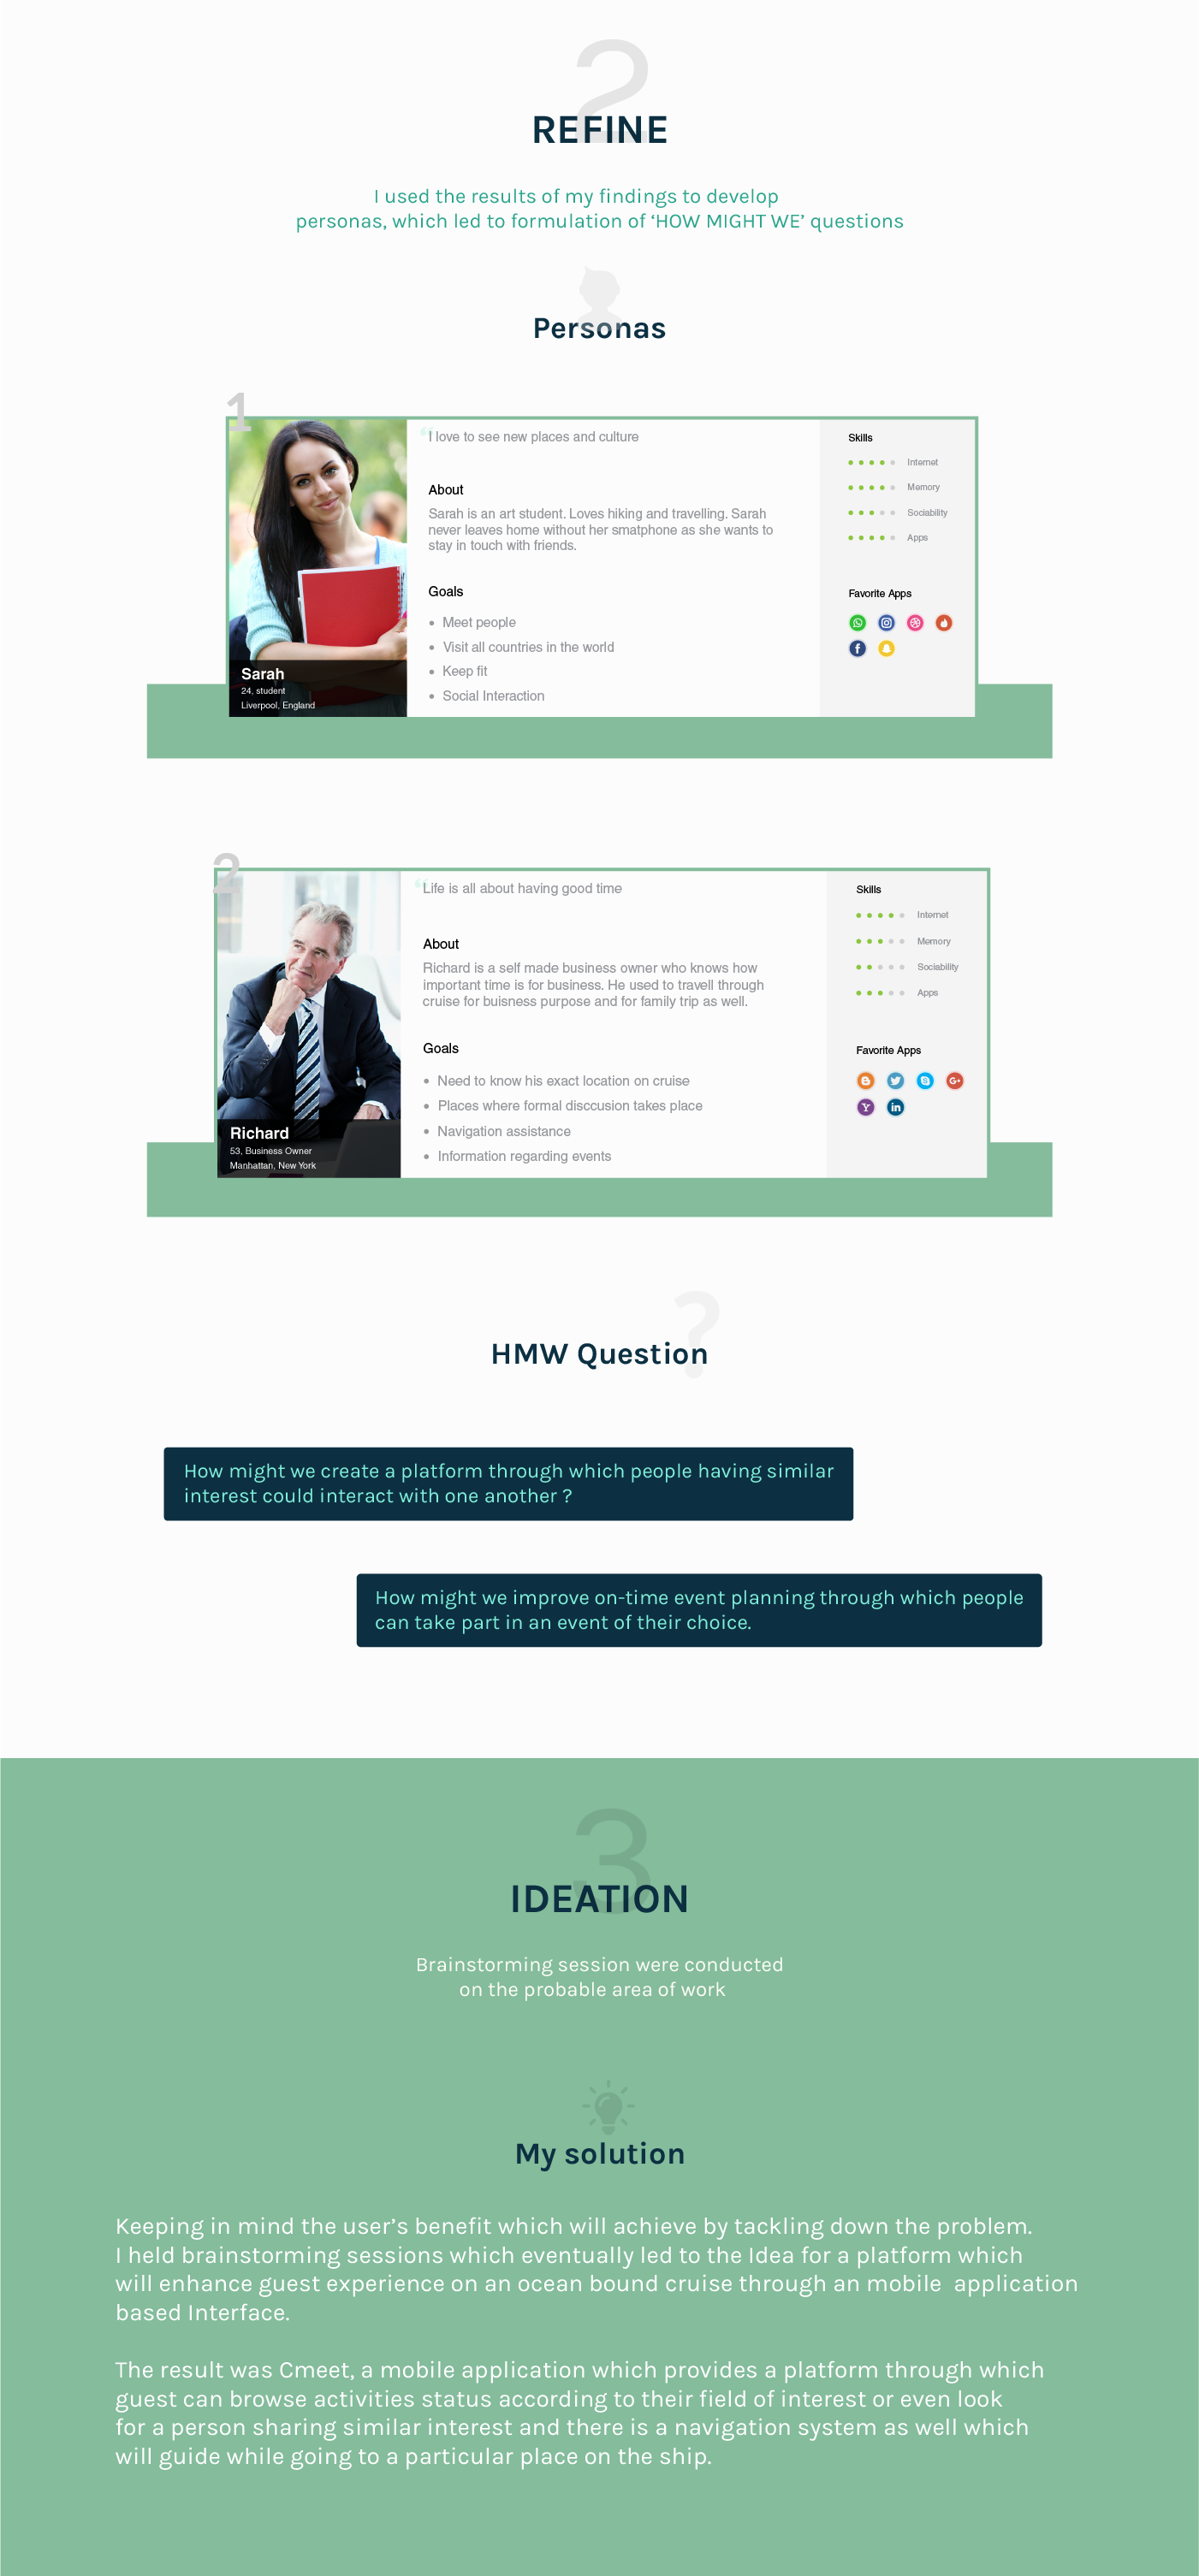 2
REFINE
I used the results of my findings to develop
personas, which led to formulation of ‘HOW MIGHT WE’ questions
Personas
1
“
I love to see new places and culture
About
Sarah is an art student. Loves hiking and travelling. Sarah
never leaves home without her smatphone as she wants to
stay in touch with friends.
Goals
• Meet people
• Visit all countries in the world
• Keep fit
• Social Interaction
Sarah
24, student
Liverpool, England
Skills
Internet
Memory
Sociability
Apps
Favorite Apps
f
2
“
Life is all about having good time
About
Richard is a self made business owner who knows how
important time is for business. He used to travell through
cruise for buisness purpose and for family trip as well.
Goals
• Need to know his exact location on cruise
• Places where formal disccusion takes place
• Navigation assistance
• Information regarding events
Richard
53, Business Owner
Manhattan, New York
Skills
Internet
Memory
Sociability
Apps
Favorite Apps
B S G+
Y in
?
HMW Question
How might we create a platform through which people having similar
interest could interact with one another ?
How might we improve on-time event planning through which people
can take part in an event of their choice.
3
IDEATION
Brainstorming session were conducted
on the probable area of work
My solution
Keeping in mind the user’s benefit which will achieve by tackling down the problem.
I held brainstorming sessions which eventually led to the Idea for a platform which
will enhance guest experience on an ocean bound cruise through an mobile  application
based Interface.
The result was Cmeet, a mobile application which provides a platform through which
guest can browse activities status according to their field of interest or even look
for a person sharing similar interest and there is a navigation system as well which
will guide while going to a particular place on the ship.